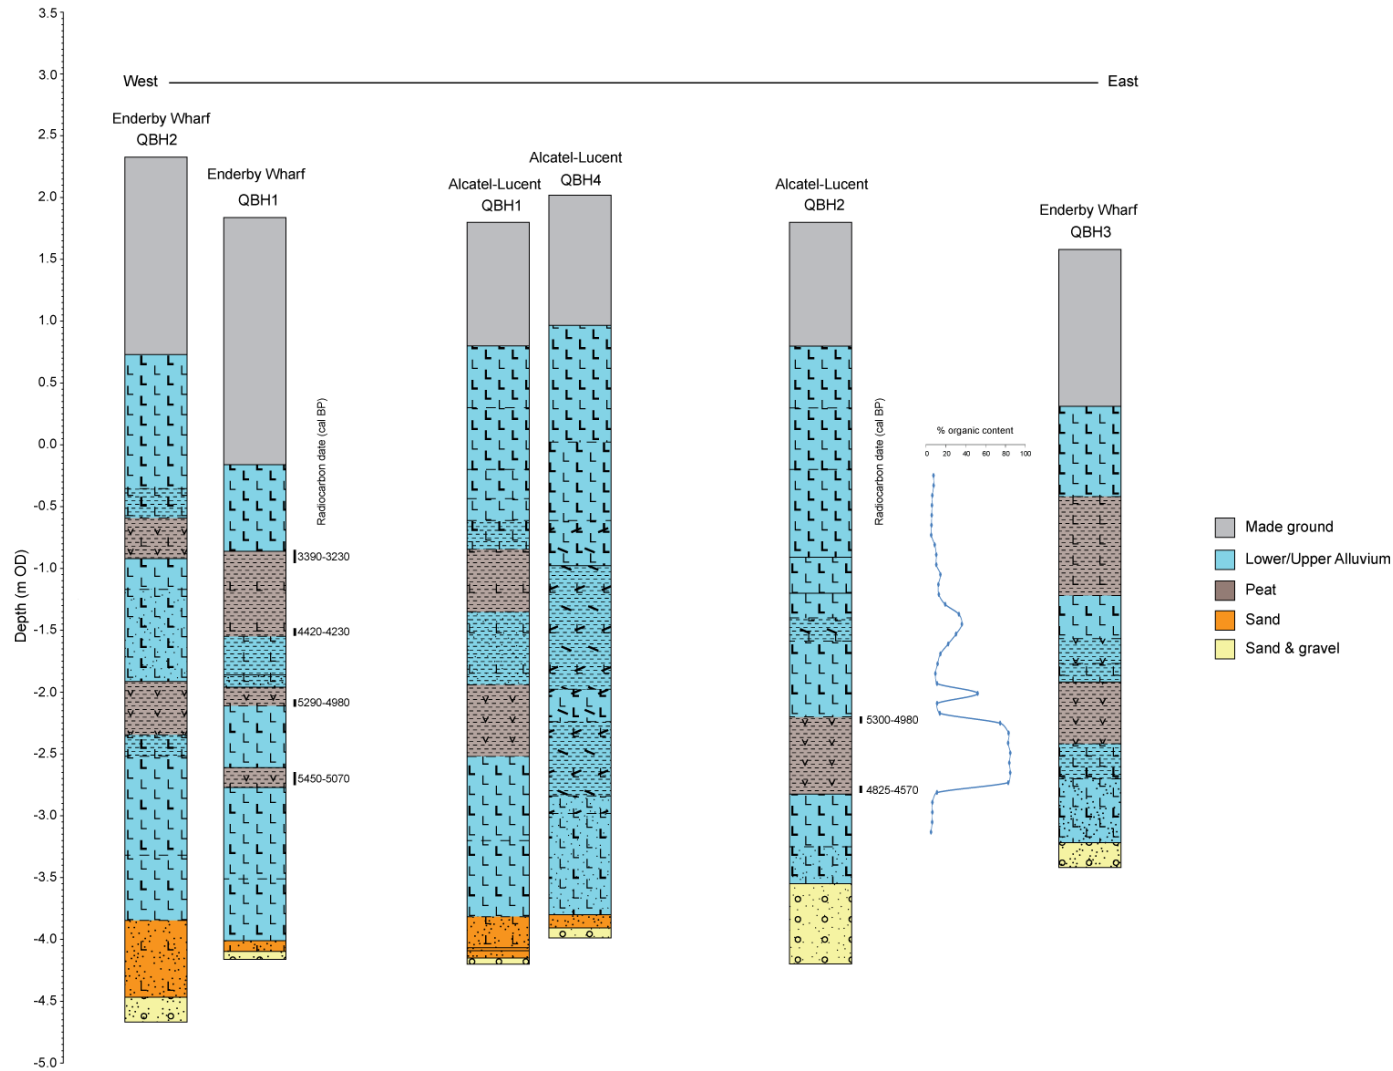 3.5
3.0
2.5
2.0
1.5
1.0
0.5
0.0
-0.5
-1.0
-1.5
-2.0
-2.5
-3.0
-3.5
-4.0
-4.5
-5.0
Depth (m OD)
West
East
Enderby Wharf
QBH2
Enderby Wharf
QBH1
Radiocarbon date (cal BP)
3390-3230
4420-4230
5290-4980
5450-5070
Alcatel-Lucent
QBH1
Alcatel-Lucent
QBH4
Alcatel-Lucent
QBH2
Radiocarbon date (cal BP)
5300-4980
4825-4570
% organic content
0 20 40 60 80 100
Enderby Wharf
QBH3
Made ground
Lower/Upper Alluvium
Peat
Sand
Sand & gravel